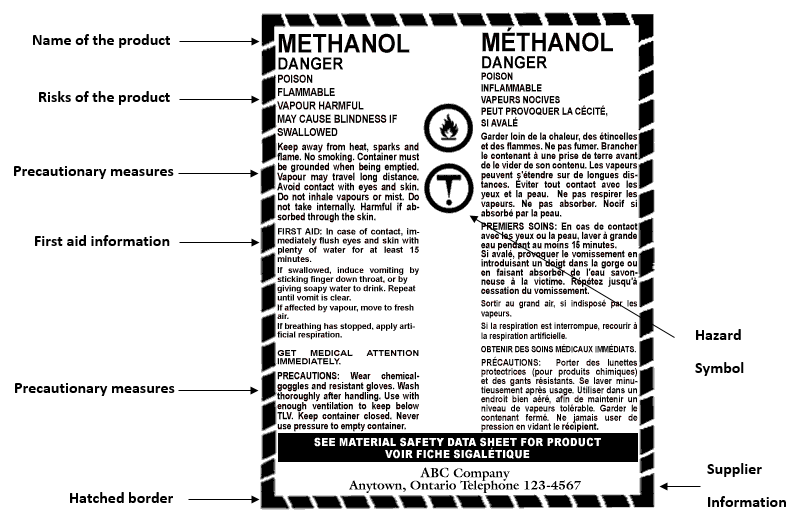 Name of the product
Risks of the product
Precautionary measures
First aid information
Precautionary measures
Hatched border
METHANOL
DANGER
POISON
FLAMMABLE
VAPOUR HARMFUL
MAY CAUSE BLINDNESS IF
SWALLOWED
Keep away from heat, sparks and
flame. No smoking. Container must
be grounded when being emptied.
Vapour may travel long distance.
Avoid contact with eyes and skin.
Do not inhale vapours or mist. Do
not take internally. Harmful if ab-
sorbed through the skin.
FIRST AID: In case of contact, im-
mediately flush eyes and skin with
plenty of water for at least 15
minutes.
If swallowed, induce vomiting by
sticking finger down throat, or by
giving soapy water to drink. Repeat
until vomit is clear.
If affected by vapour, move to fresh
air.
If breathing has stopped, apply arti-
ficial respiration.
GET MEDICAL ATTENTION
IMMEDIATELY.
PRECAUTIONS: Wear chemical-
goggles and resistant gloves. Wash
thoroughly after handling. Use with
enough ventilation to keep below
TLV. Keep container closed. Never
use pressure to empty container.
MÉTHANOL
DANGER
POISON
INFLAMMABLE
VAPEURS NOCIVES
PEUT PROVOQUER LA CÉCITÉ,
SI AVALÉ
Garder loin de la chaleur, des étincelles
et des flammes. Ne pas fumer. Brancher
le contenant à une prise de terre avant
de le vider de son contenu. Les vapeurs
peuvent s'étendre sur de longues dis-
tances. Éviter tout contact avec les
yeux et la peau. Ne pas respirer les
vapeurs. Ne pas absorber. Nocif si
absorbé par la peau.
PREMIERS SOINS: En cas de contact
avec les yeux ou la peau, laver à grande
eau pendant au moins 15 minutes.
Si avalé, provoquer le vomissement en
introduisant un doigt dans la gorge ou
en faisant absorber de l'eau savon-
neuse à la victime. Répétez jusqu'à
cessation du vomissement.
Sortir au grand air, si indisposé par les
vapeurs.
Si la respiration est interrompue, recourir à
la respiration artificielle.
OBTENIR DES SOINS MÉDICAUX IMMÉDIATS.
PRÉCAUTIONS: Porter des lunettes
protectrices (pour produits chimiques)
et des gants résistants. Se laver minu-
tieusement après usage. Utiliser dans un
endroit bien aéré, afin de maintenir un
niveau de vapeurs tolérable. Garder le
contenant fermé. Ne jamais user de
pression en vidant le récipient.
SEE MATERIAL SAFETY DATA SHEET FOR PRODUCT
VOIR FICHE SIGALÉTIQUE
ABC Company
Anytown, Ontario Telephone 123-4567
Hazard
Symbol
Supplier
Information